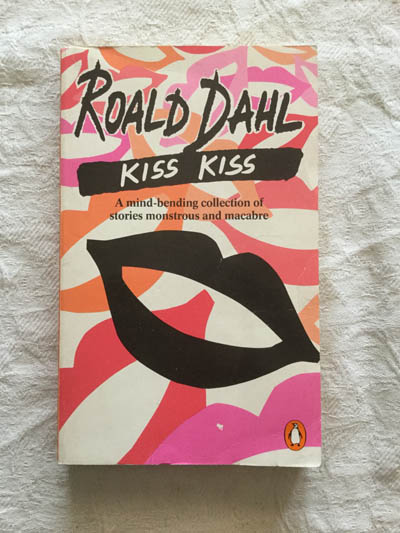 ROALD DAHL
KISS KISS
A mind-bending collection of
stories monstrous and macabre